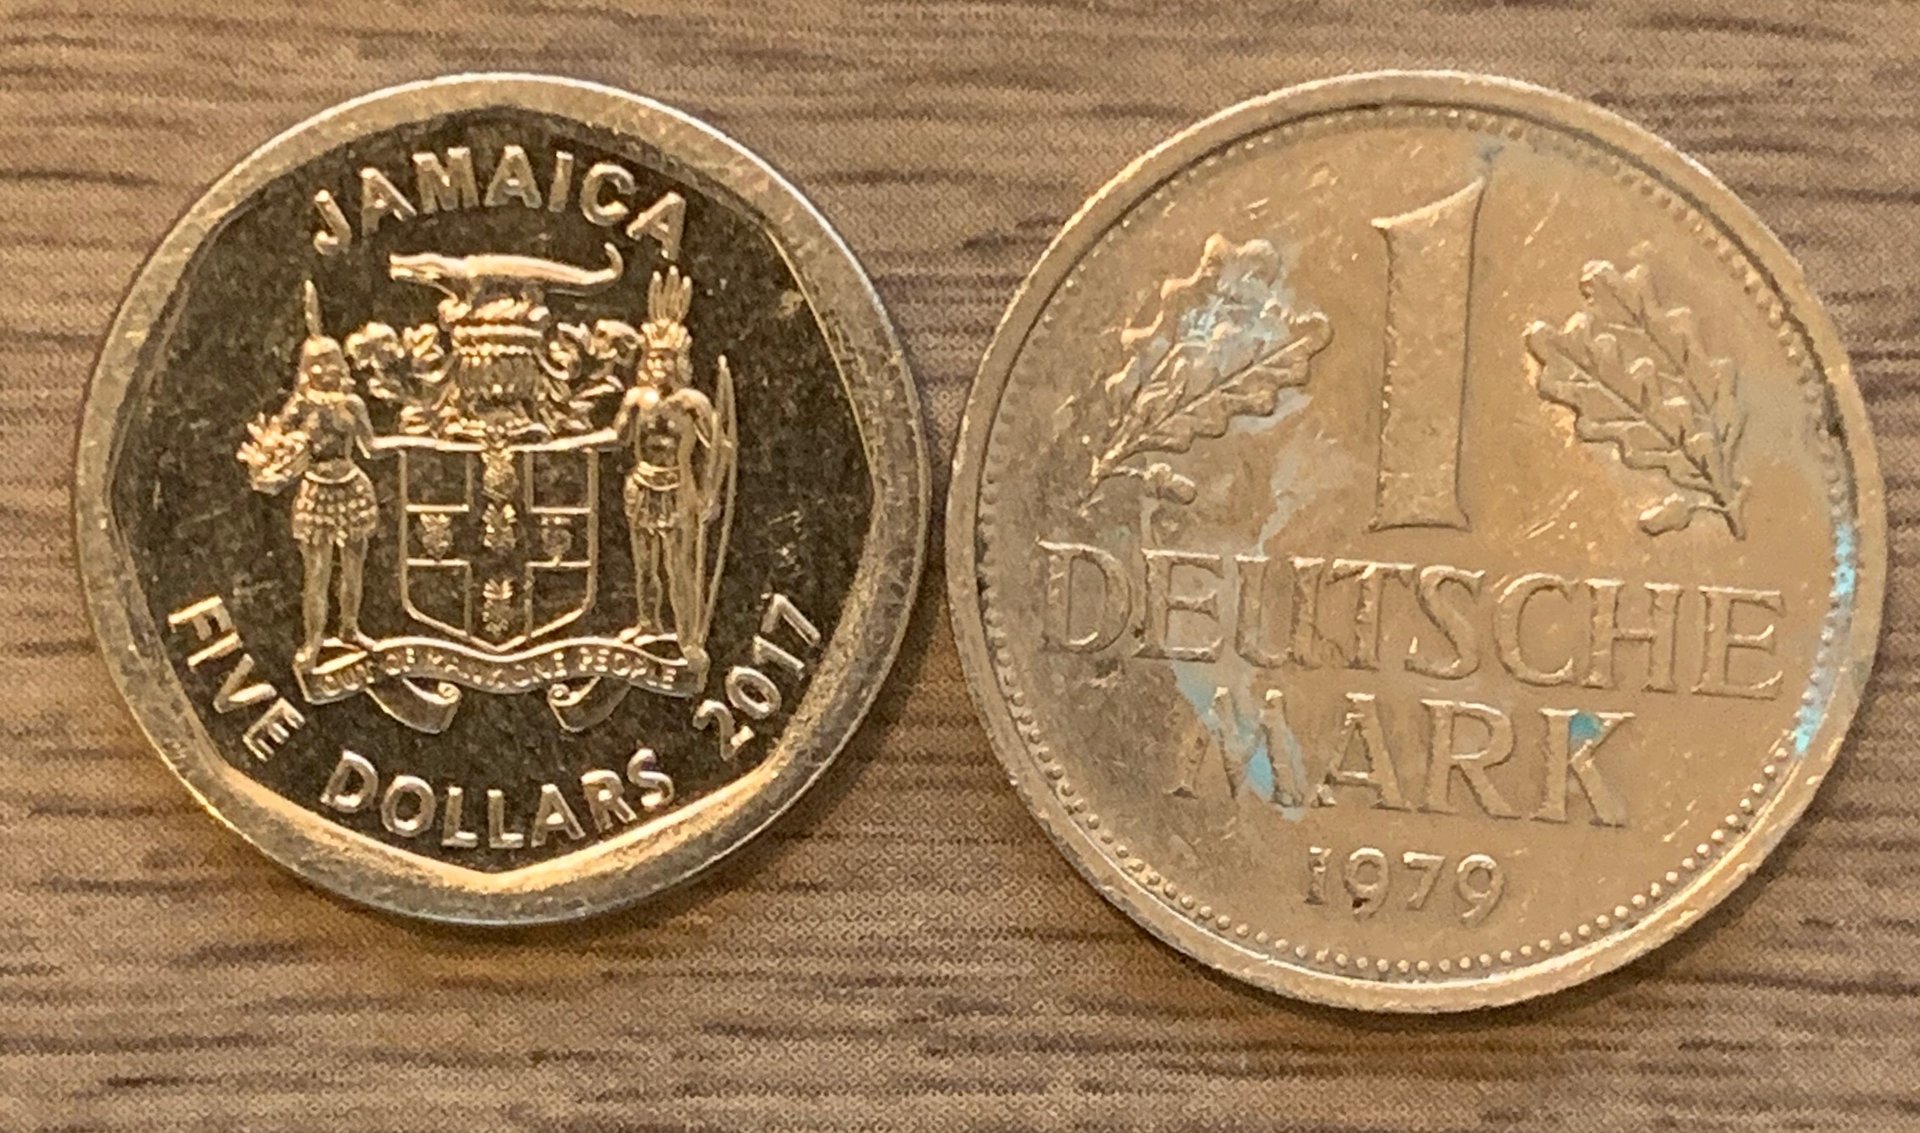 JAMAICA
OUT OF MANY, ONE PEOPLE
FIVE DOLLARS 2017
1
DEUTSCHE
MARK
1979